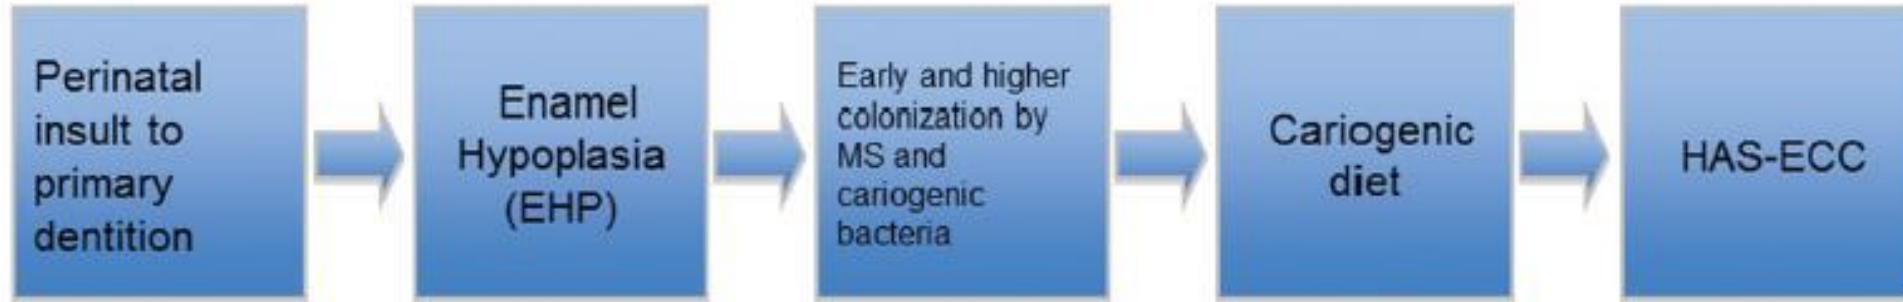 Perinatal
insult to
primary
dentition
Enamel
Hypoplasia
(EHP)
Early and higher
colonization by
MS and
cariogenic
bacteria
Cariogenic
diet
HAS-ECC